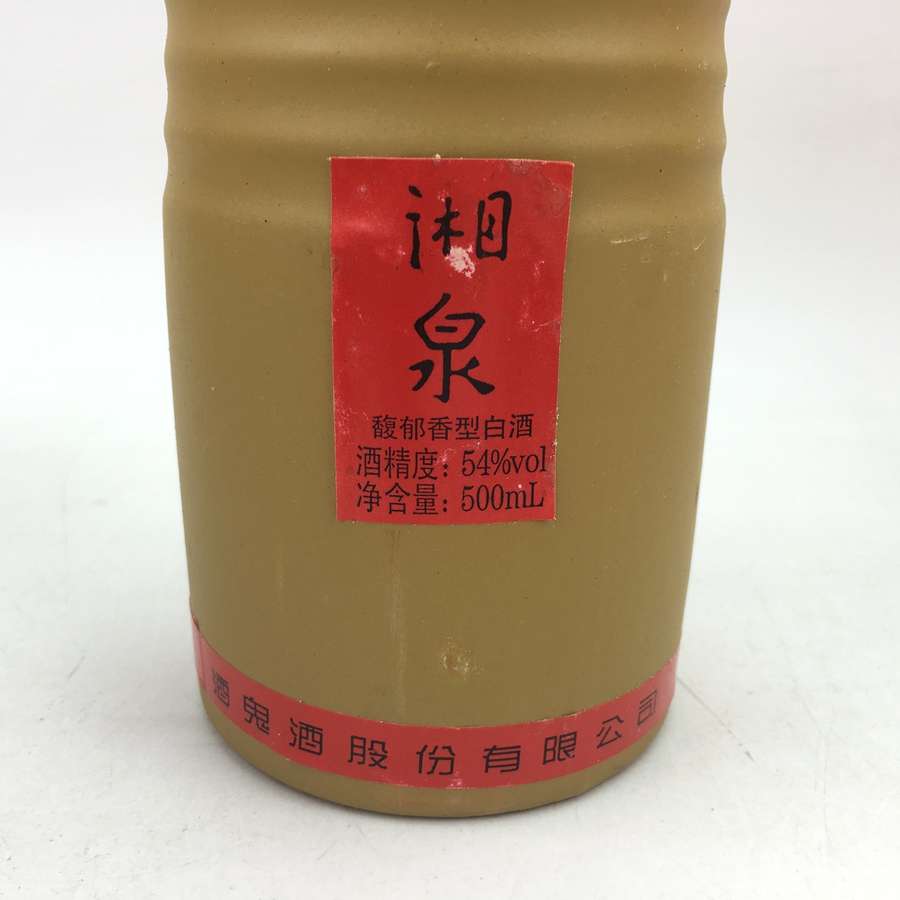 湘
泉
馥郁香型白酒
酒精度：54%vol
净含量：500mL
酒鬼酒股份有限公司